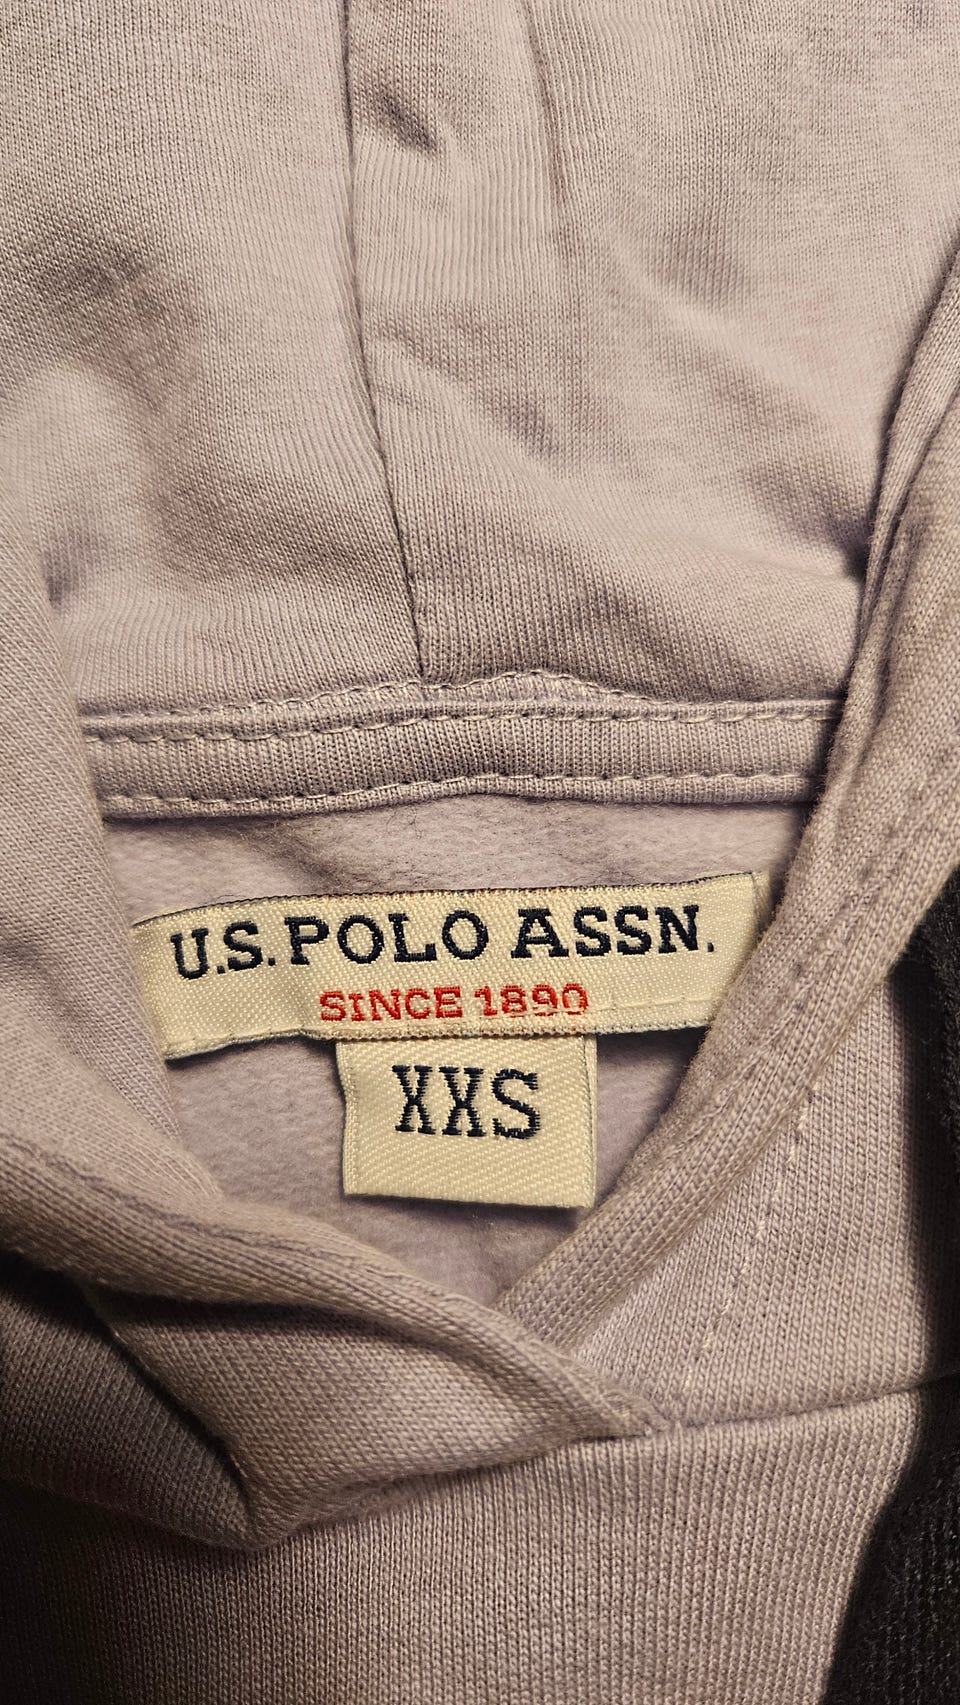 U.S. POLO ASSN.
SINCE 1890
XXS